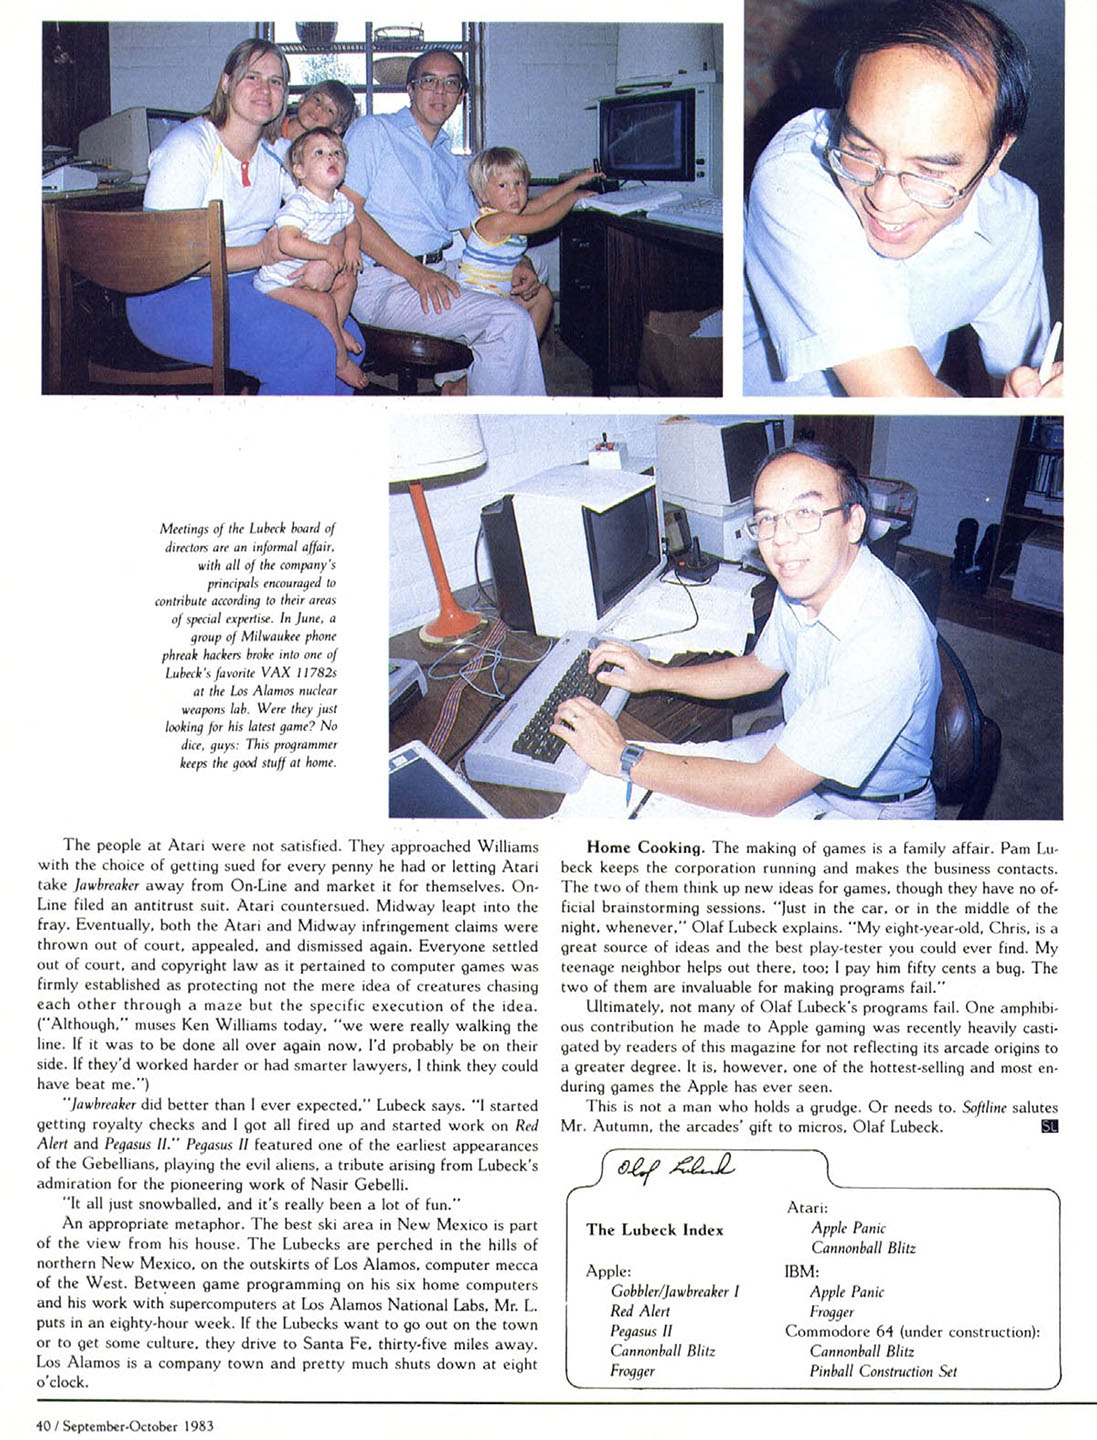 Meetings of the Lubeck board of
directors are an informal affair,
with all of the company's
principals encouraged to
contribute according to their areas
of special expertise. In June, a
group of Milwaukee phone
phreak hackers broke into one of
Lubeck's favorite VAX 11782s
at the Los Alamos nuclear
weapons lab. Were they just
looking for his latest game? No
dice, guys: This programmer
keeps the good stuff at home.
The people at Atari were not satisfied. They approached Williams
with the choice of getting sued for every penny he had or letting Atari
take Jawbreaker away from On-Line and market it for themselves. On-
Line filed an antitrust suit. Atari countersued. Midway leapt into the
fray. Eventually, both the Atari and Midway infringement claims were
thrown out of court, appealed, and dismissed again. Everyone settled
out of court, and copyright law as it pertained to computer games was
firmly established as protecting not the mere idea of creatures chasing
each other through a maze but the specific execution of the idea.
("Although," muses Ken Williams today, "we were really walking the
line. If it was to be done all over again now, I'd probably be on their
side. If they'd worked harder or had smarter lawyers, I think they could
have beat me.")
"Jawbreaker did better than I ever expected," Lubeck says. "I started
getting royalty checks and I got all fired up and started work on Red
Alert and Pegasus II." Pegasus II featured one of the earliest appearances
of the Gebellians, playing the evil aliens, a tribute arising from Lubeck's
admiration for the pioneering work of Nasir Gebelli.
"It all just snowballed, and it's really been a lot of fun."
An appropriate metaphor. The best ski area in New Mexico is part
of the view from his house. The Lubecks are perched in the hills of
northern New Mexico, on the outskirts of Los Alamos, computer mecca
of the West. Between game programming on his six home computers
and his work with supercomputers at Los Alamos National Labs, Mr. L.
puts in an eighty-hour week. If the Lubecks want to go out on the town
or to get some culture, they drive to Santa Fe, thirty-five miles away.
Los Alamos is a company town and pretty much shuts down at eight
o'clock.
Home Cooking. The making of games is a family affair. Pam Lu-
beck keeps the corporation running and makes the business contacts.
The two of them think up new ideas for games, though they have no of-
ficial brainstorming sessions. "Just in the car, or in the middle of the
night, whenever," Olaf Lubeck explains. "My eight-year-old, Chris, is a
great source of ideas and the best play-tester you could ever find. My
teenage neighbor helps out there, too; I pay him fifty cents a bug. The
two of them are invaluable for making programs fail."
Ultimately, not many of Olaf Lubeck's programs fail. One amphibi-
ous contribution he made to Apple gaming was recently heavily casti-
gated by readers of this magazine for not reflecting its arcade origins to
a greater degree. It is, however, one of the hottest-selling and most en-
during games the Apple has ever seen.
This is not a man who holds a grudge. Or needs to. Softline salutes
Mr. Autumn, the arcades' gift to micros, Olaf Lubeck. SL
Olaf Lubeck
The Lubeck Index
Apple:
Gobbler/Jawbreaker I
Red Alert
Pegasus II
Cannonball Blitz
Frogger
Atari:
Apple Panic
Cannonball Blitz
IBM:
Apple Panic
Frogger
Commodore 64 (under construction):
Cannonball Blitz
Pinball Construction Set
40 / September-October 1983